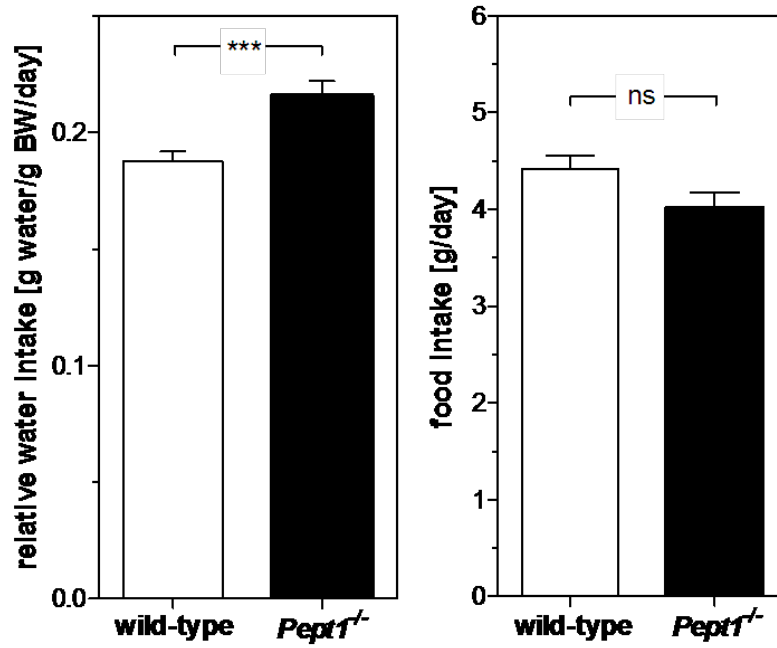 relative water Intake [g water/g BW/day]
0.2
0.1
0.0
***
wild-type
Pept1-/-
food Intake [g/day]
6
5
4
3
2
1
0
ns
wild-type
Pept1-/-